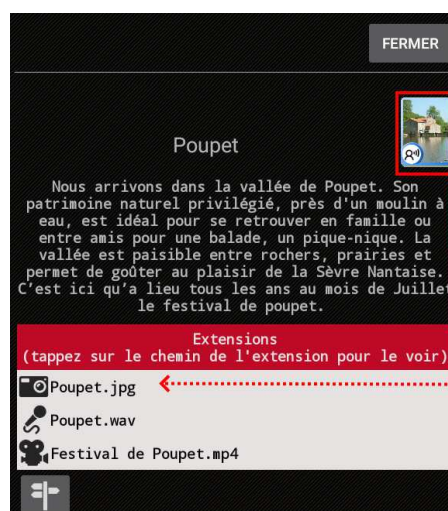 FERMER
Poupet
Nous arrivons dans la vallée de Poupet. Son
patrimoine naturel privilégié, près d'un moulin à
eau, est idéal pour se retrouver en famille ou
entre amis pour une balade, un pique-nique. La
vallée est paisible entre rochers, prairies et
permet de goûter au plaisir de la Sèvre Nantaise.
C'est ici qu'a lieu tous les ans au mois de Juillet
le festival de poupet.
Extensions
(tappez sur le chemin de l'extension pour le voir)
Poupet.jpg
Poupet.wav
Festival de Poupet.mp4